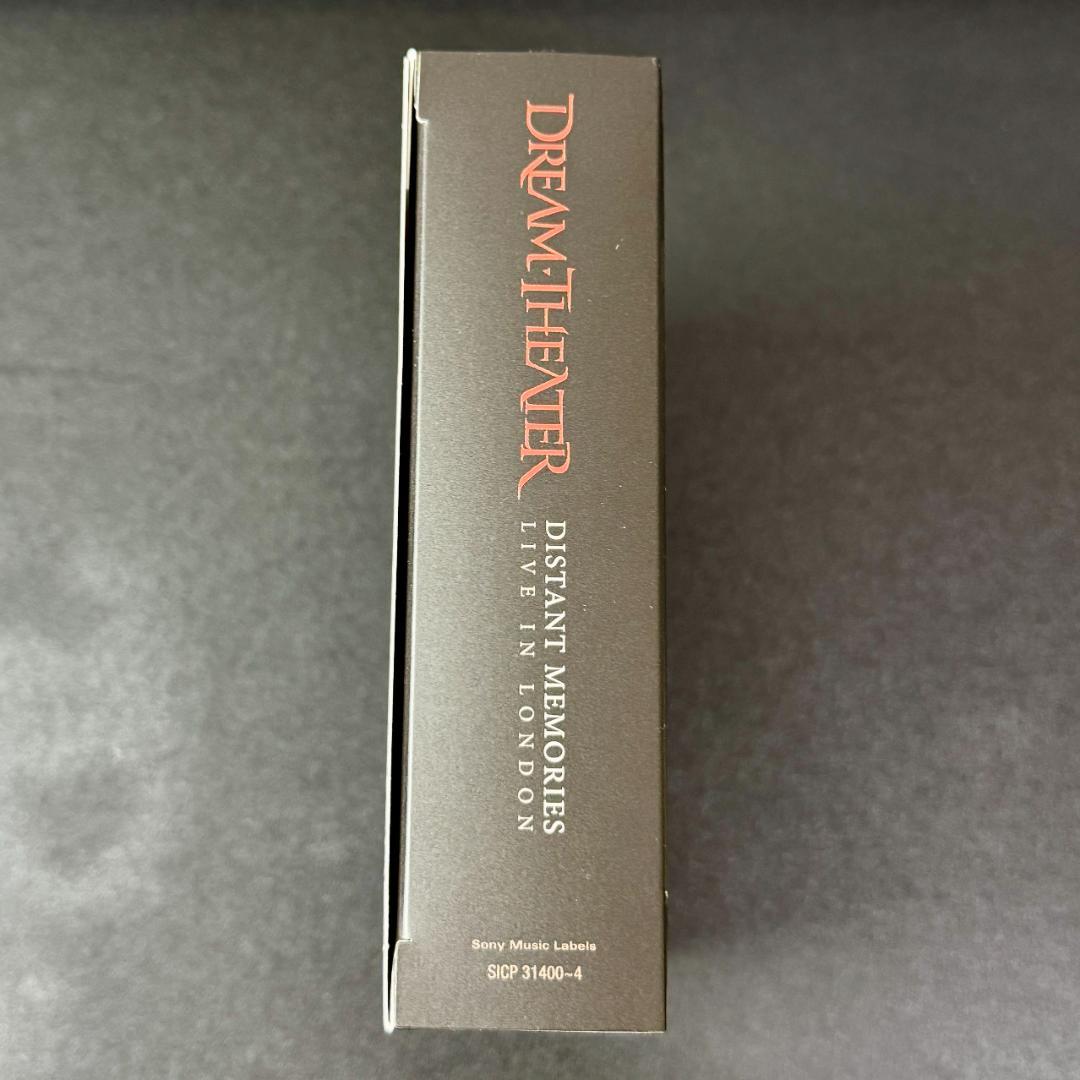 DREAM·THEATER
DISTANT MEMORIES
LIVE IN LONDON
Sony Music Labels
SICP 31400~4